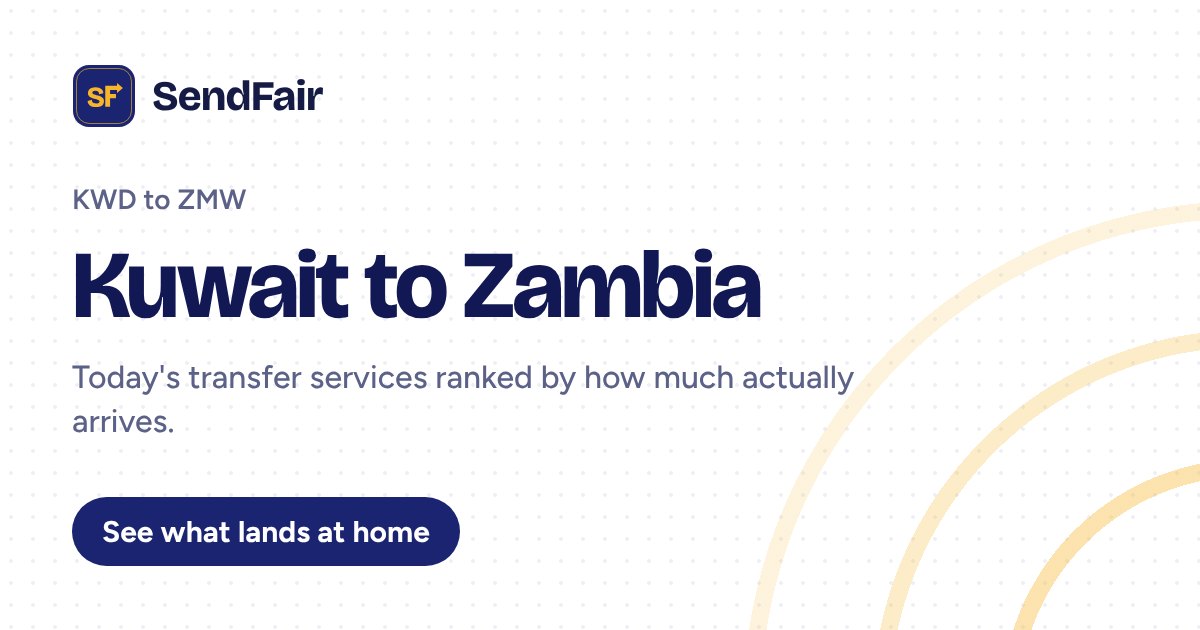 SF
SendFair
KWD to ZMW
Kuwait to Zambia
Today's transfer services ranked by how much actually
arrives.
See what lands at home